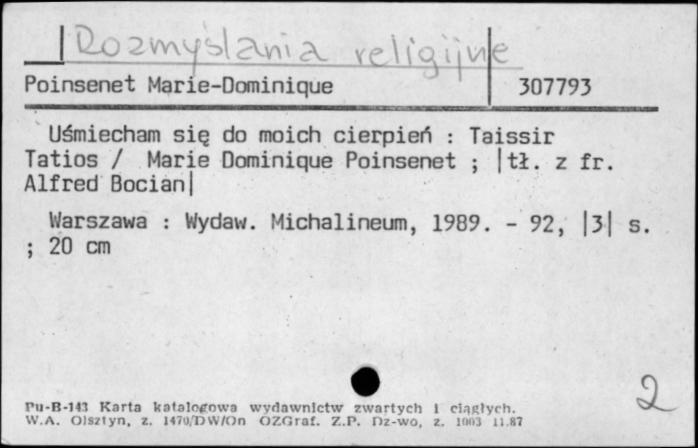 Rozmyślania religijne
Poinsenet Marie-Dominique 307793
Uśmiecham się do moich cierpień : Taissir
Tatios / Marie Dominique Poinsenet ; |tł. z fr.
Alfred Bocian|
Warszawa : Wydaw. Michalineum, 1989. - 92, |3| s.
; 20 cm
2
Pu-B-143 Karta katalogowa wydawnictw zwartych i ciągłych.
W.A. Olsztyn, z. 1470/DW/On OZGraf. Z.P. Dz-wo, z. 1003 11.87